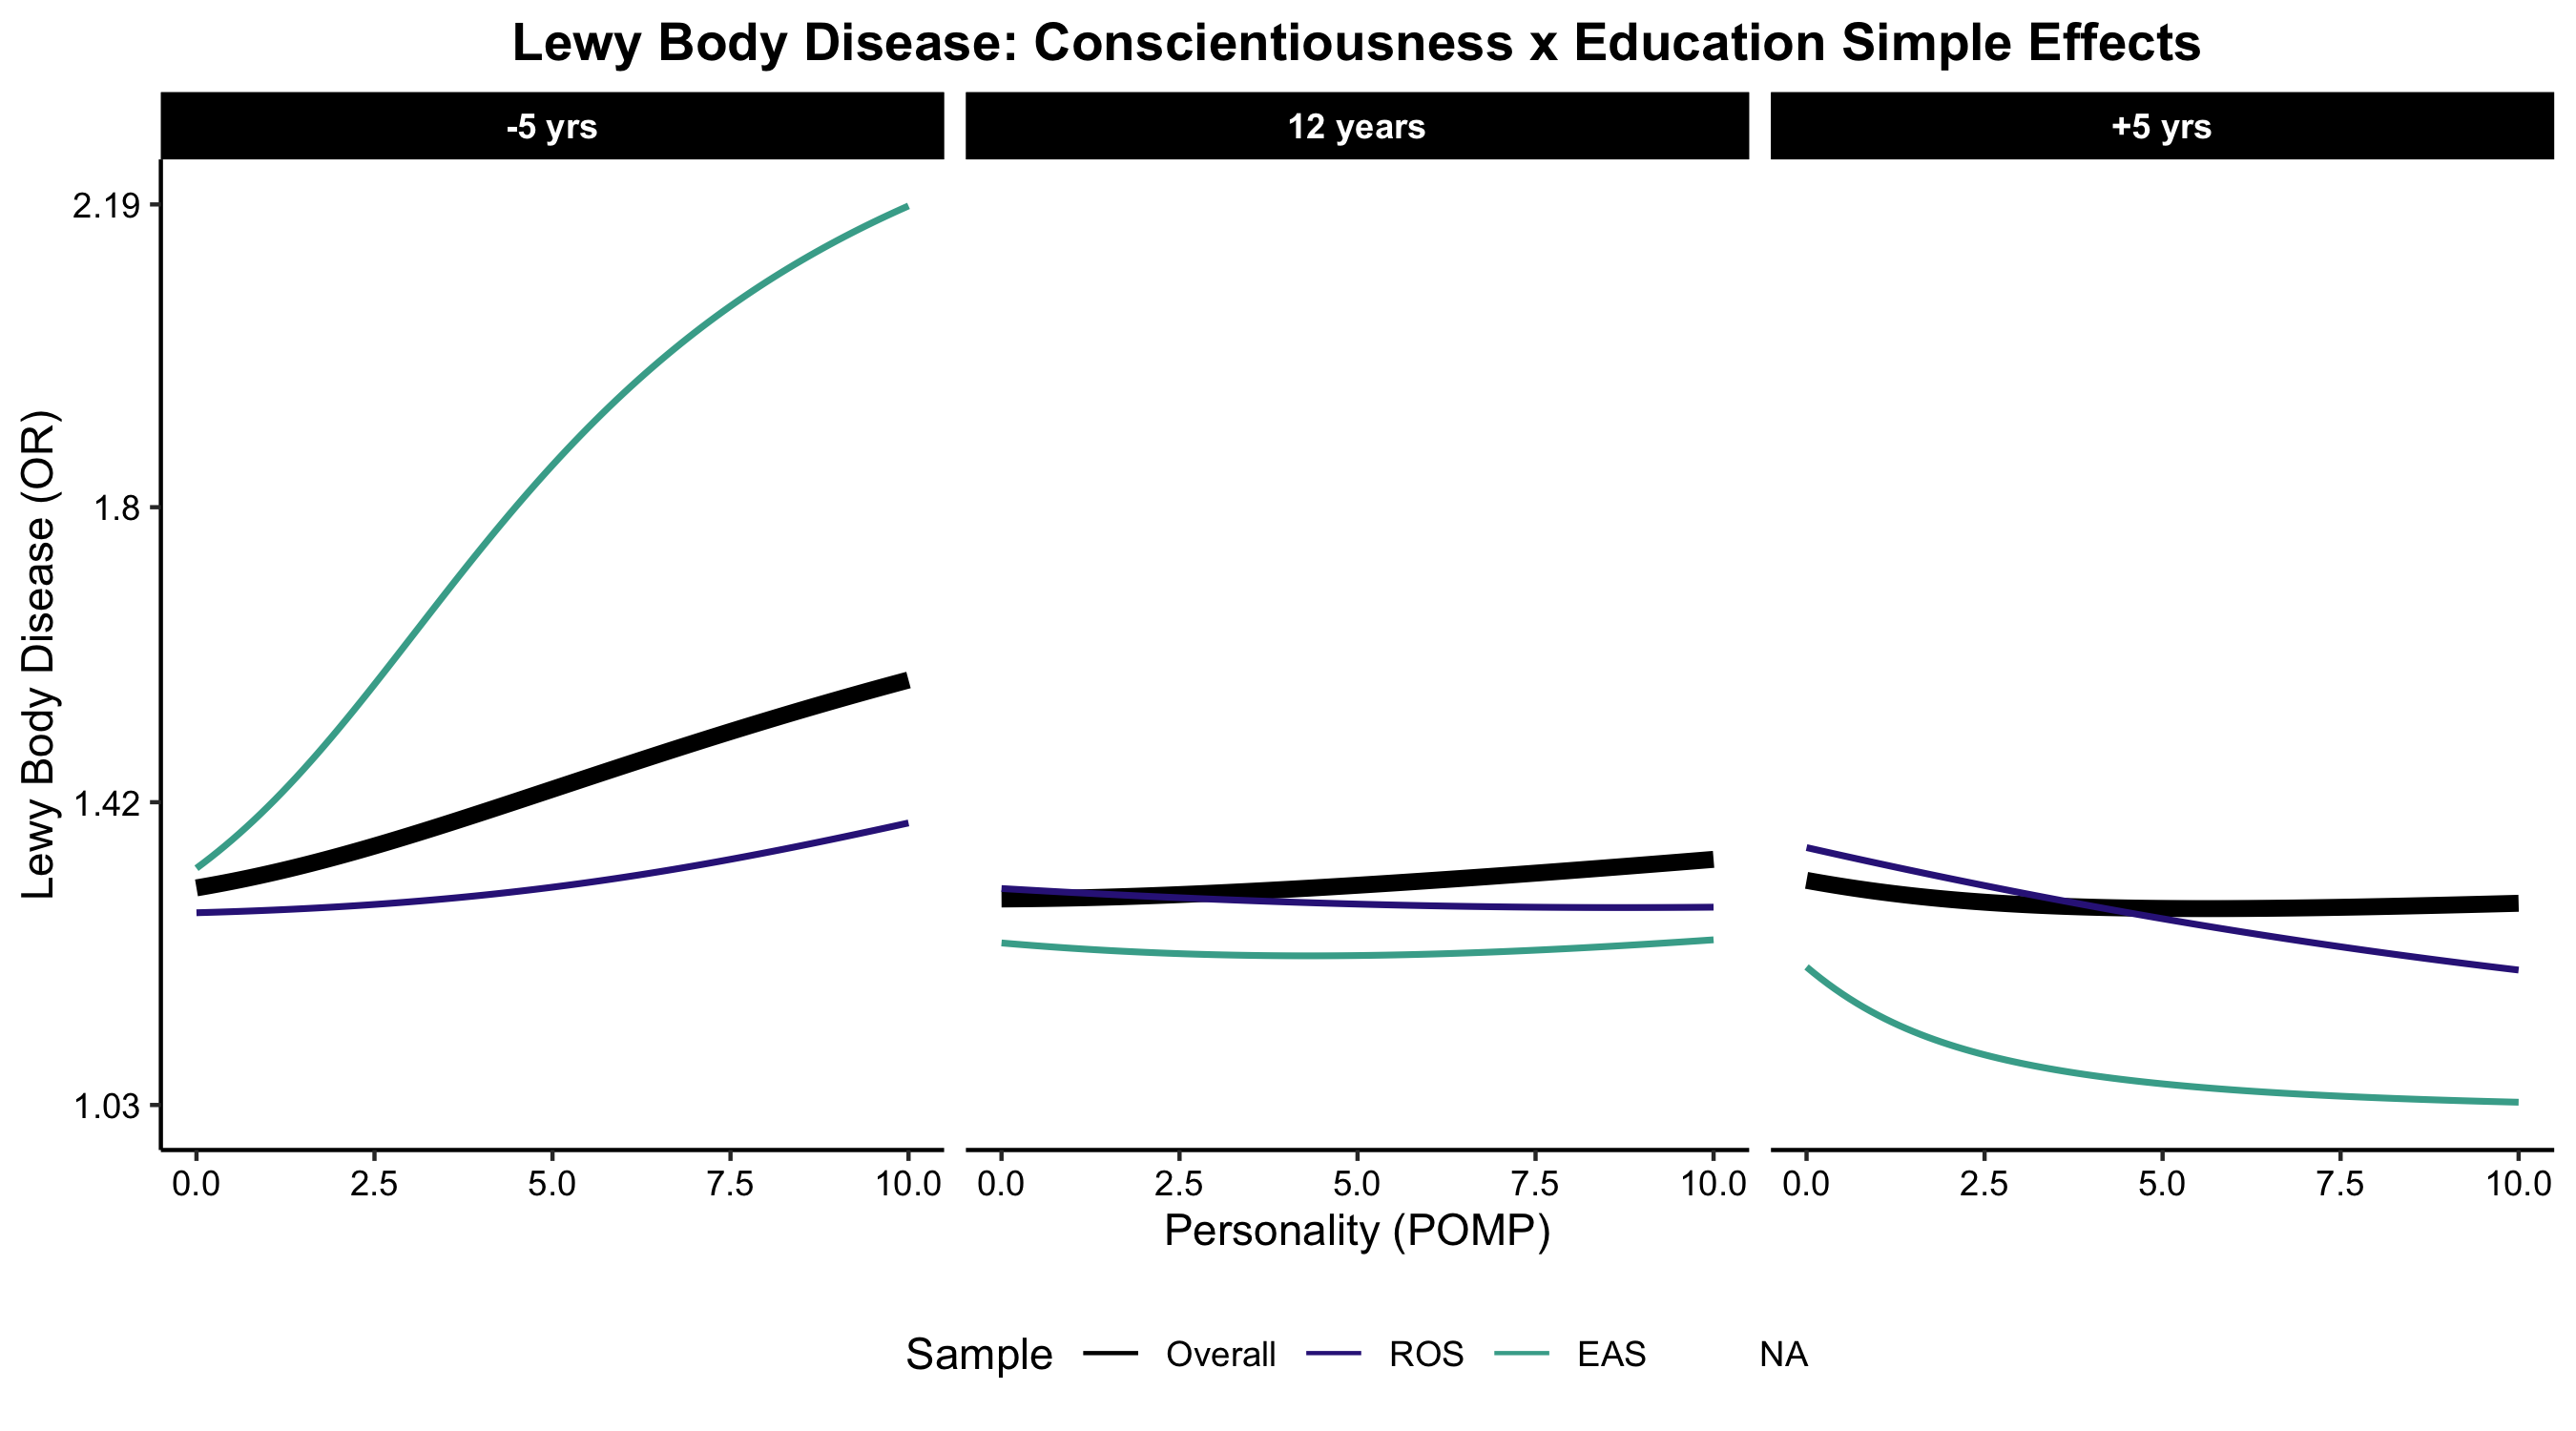 Lewy Body Disease: Conscientiousness x Education Simple Effects
-5 yrs
12 years
+5 yrs
Lewy Body Disease (OR)
2.19
1.8
1.42
1.03
0.0 2.5 5.0 7.5 10.0
0.0 2.5 5.0 7.5 10.0
0.0 2.5 5.0 7.5 10.0
Personality (POMP)
Sample Overall ROS EAS NA